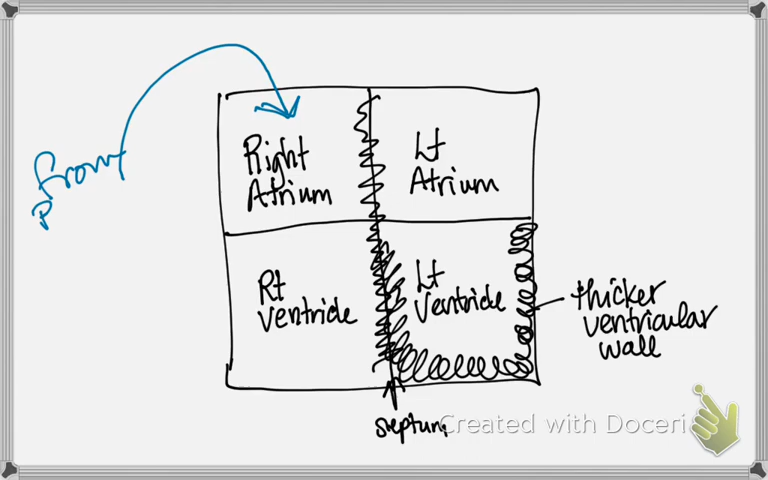 from
P
Right
Atrium
Lt
Atrium
Rt
Ventricle
Lt
Ventricle
thicker
ventricular
wall
septum
Created with Doceri